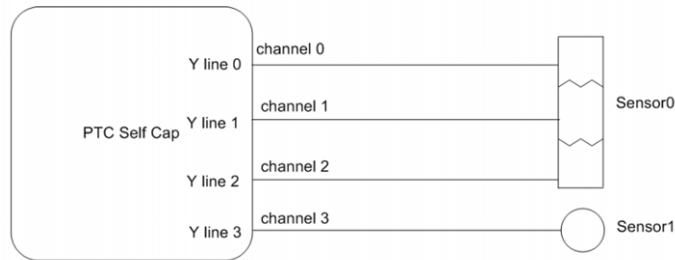 channel 0
Y line 0
channel 1
Sensor0
PTC Self Cap
Y line 1
channel 2
Y line 2
channel 3
Y line 3
Sensor1